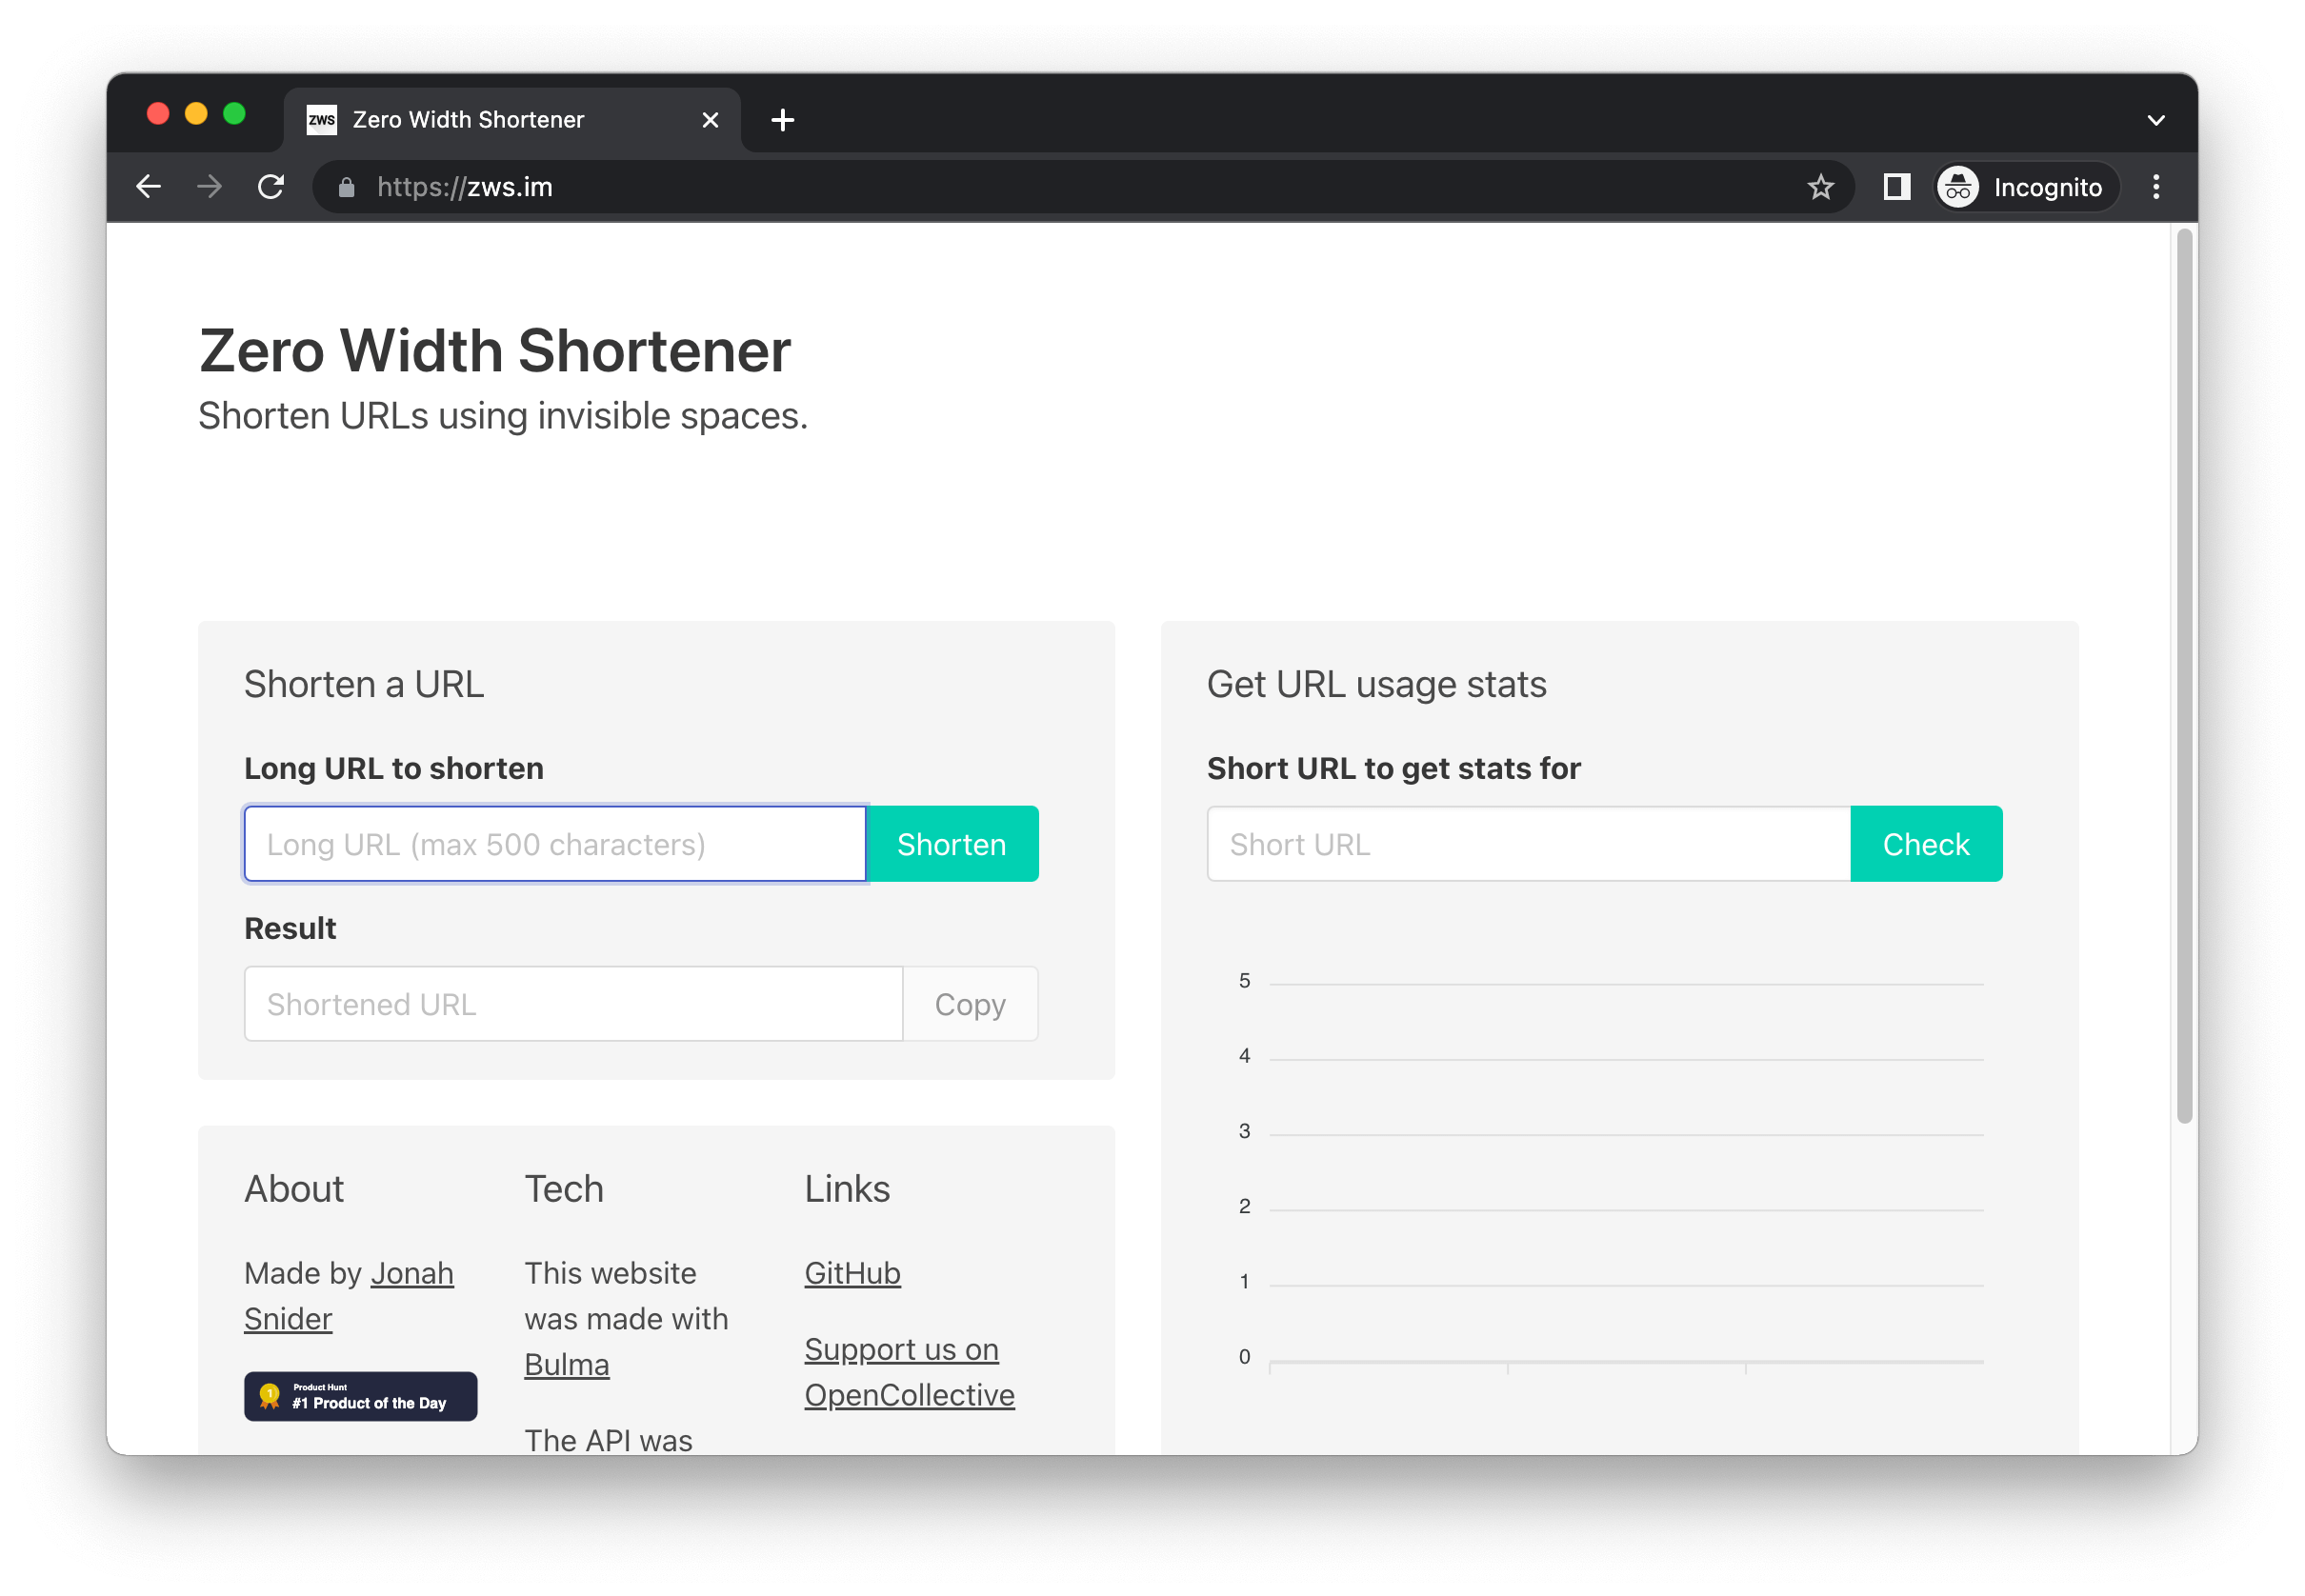 ZWS Zero Width Shortener
https://zws.im
Incognito
Zero Width Shortener
Shorten URLs using invisible spaces.
Shorten a URL
Long URL to shorten
Long URL (max 500 characters)
Shorten
Result
Shortened URL
Copy
Get URL usage stats
Short URL to get stats for
Short URL
Check
5
4
3
2
1
0
About
Made by Jonah
Snider
1
Product Hunt
#1 Product of the Day
Tech
This website
was made with
Bulma
The API was
Links
GitHub
Support us on
OpenCollective